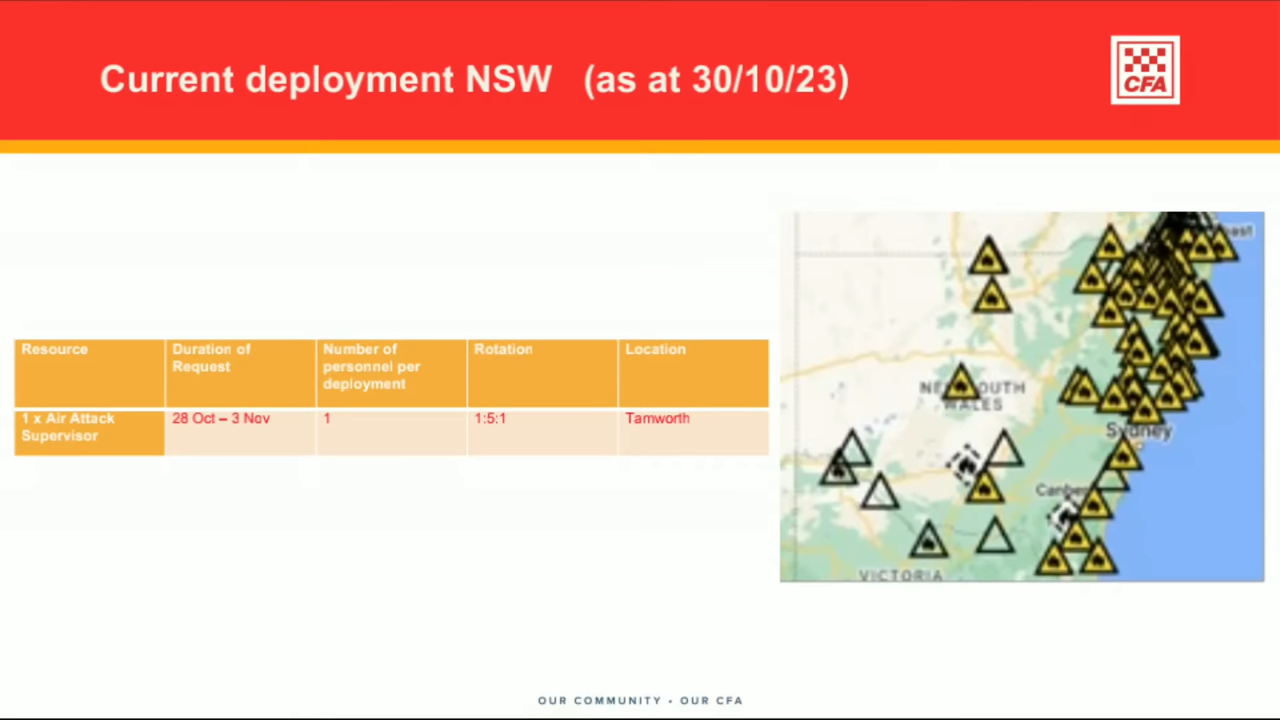 Current deployment NSW (as at 30/10/23)
CFA
Resource
Duration of
Request
Number of
personnel per
deployment
Rotation
Location
1 x Air Attack
Supervisor
28 Oct – 3 Nov
1
1:5:1
Tamworth
WALES
Sydney
VICTORIA
OUR COMMUNITY • OUR CFA